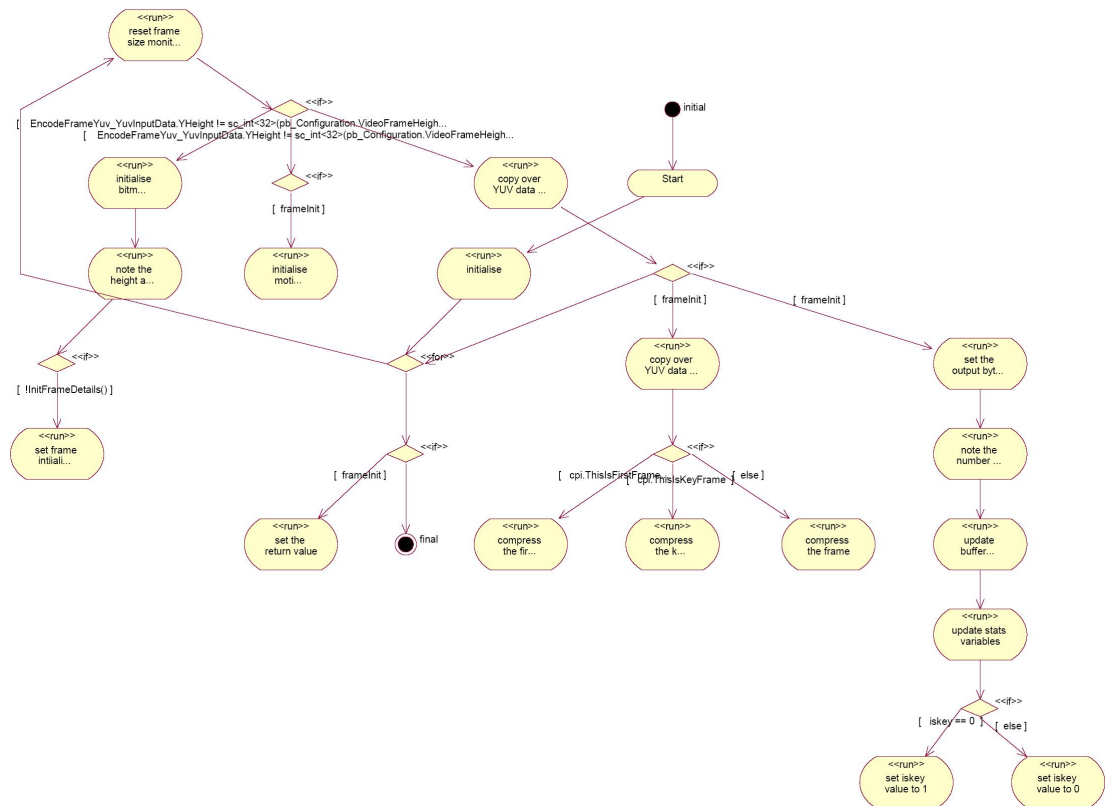 <<run>>
reset frame
size monit...
<<if>>
initial
[ EncodeFrameYuv_YuvInputData.YHeight != sc_int<32>(pb_Configuration.VideoFrameHeigh...
[ EncodeFrameYuv_YuvInputData.YHeight != sc_int<32>(pb_Configuration.VideoFrameHeigh...
<<run>>
initialise
bitm...
<<if>>
<<run>>
copy over
YUV data ...
Start
[ frameInit ]
<<run>>
note the
height a...
<<run>>
initialise
moti...
<<run>>
initialise
<<if>>
[ frameInit ]
[ frameInit ]
<<if>>
<<for>>
<<run>>
copy over
YUV data ...
<<run>>
set the
output byt...
[ !InitFrameDetails() ]
<<run>>
set frame
intiiali...
<<if>>
<<if>>
<<run>>
note the
number ...
[ frameInit ]
[ cpi.ThisIsFirstFrame
[ cpi.ThisIsKeyFrame ]
[ else ]
<<run>>
set the
return value
final
<<run>>
compress
the fir...
<<run>>
compress
the k...
<<run>>
compress
the frame
<<run>>
update
buffer...
<<run>>
update stats
variables
<<if>>
[ iskey == 0 ]
[ else ]
<<run>>
set iskey
value to 1
<<run>>
set iskey
value to 0